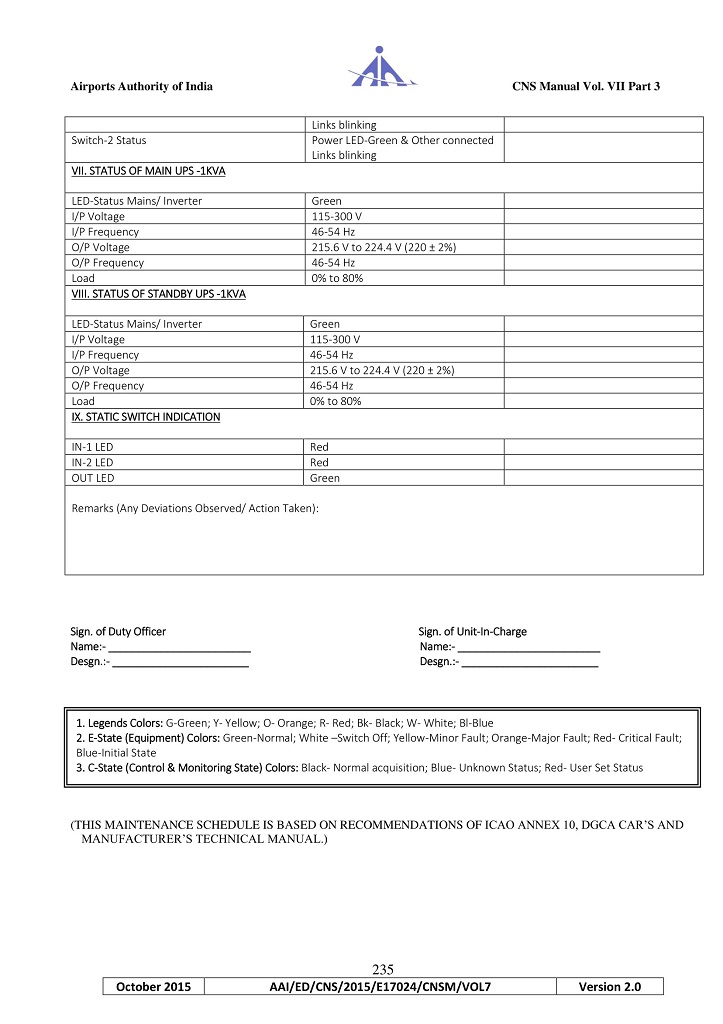 Airports Authority of India CNS Manual Vol. VII Part 3
Links blinking
Switch-2 Status Power LED-Green & Other connected
Links blinking
VII. STATUS OF MAIN UPS -1KVA
LED-Status Mains/ Inverter Green
I/P Voltage 115-300 V
I/P Frequency 46-54 Hz
O/P Voltage 215.6 V to 224.4 V (220 ± 2%)
O/P Frequency 46-54 Hz
Load 0% to 80%
VIII. STATUS OF STANDBY UPS -1KVA
LED-Status Mains/ Inverter Green
I/P Voltage 115-300 V
I/P Frequency 46-54 Hz
O/P Voltage 215.6 V to 224.4 V (220 ± 2%)
O/P Frequency 46-54 Hz
Load 0% to 80%
IX. STATIC SWITCH INDICATION
IN-1 LED Red
IN-2 LED Red
OUT LED Green
Remarks (Any Deviations Observed/ Action Taken):
Sign. of Duty Officer Sign. of Unit-In-Charge
Name:- ________________________ Name:- ________________________
Desgn.:- _______________________ Desgn.:- _______________________
1. Legends Colors: G-Green; Y- Yellow; O- Orange; R- Red; Bk- Black; W- White; Bl-Blue
2. E-State (Equipment) Colors: Green-Normal; White –Switch Off; Yellow-Minor Fault; Orange-Major Fault; Red- Critical Fault;
Blue-Initial State
3. C-State (Control & Monitoring State) Colors: Black- Normal acquisition; Blue- Unknown Status; Red- User Set Status
(THIS MAINTENANCE SCHEDULE IS BASED ON RECOMMENDATIONS OF ICAO ANNEX 10, DGCA CAR'S AND
MANUFACTURER'S TECHNICAL MANUAL.)
235
October 2015 AAI/ED/CNS/2015/E17024/CNSM/VOL7 Version 2.0